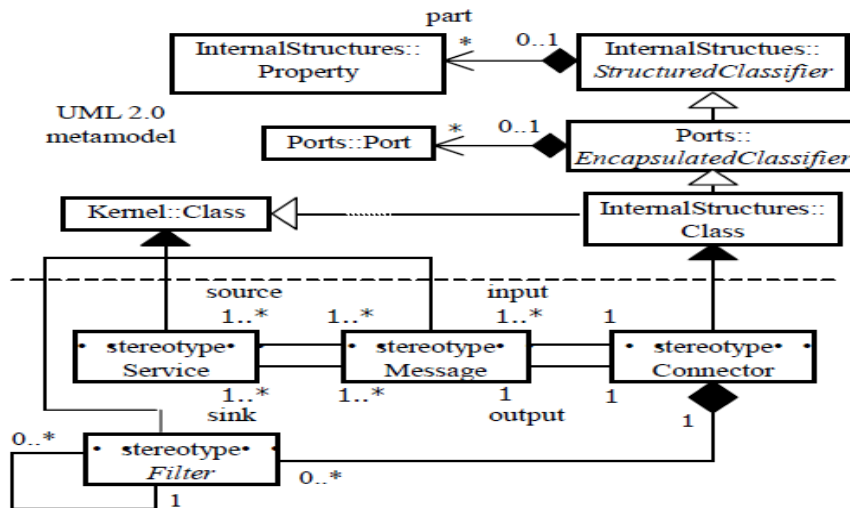 part
InternalStructures::
Property
*
0..1
InternalStructues::
StructuredClassifier
UML 2.0
metamodel
Ports::Port
*
0..1
Ports::
EncapsulatedClassifier
Kernel::Class
InternalStructures::
Class
source
input
1..*
1..*
1..*
1
• stereotype• •
Service
• stereotype• •
Message
• stereotype• •
Connector
1..*
1..*
1
1
sink
output
1
0..*
• stereotype• •
Filter
0..*
1